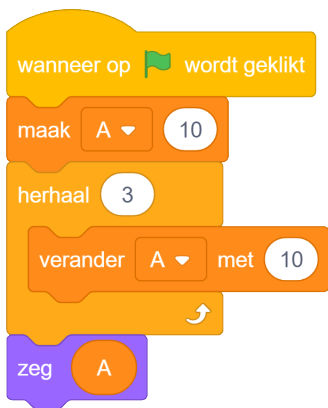 wanneer op wordt geklikt
maak A 10
herhaal 3
verander A met 10
zeg A